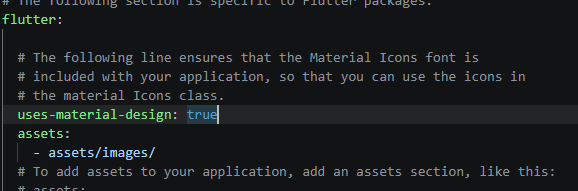 # The following section is specific to Flutter packages.
flutter:
# The following line ensures that the Material Icons font is
# included with your application, so that you can use the icons in
# the material Icons class.
uses-material-design: true
assets:
- assets/images/
# To add assets to your application, add an assets section, like this:
# assets: